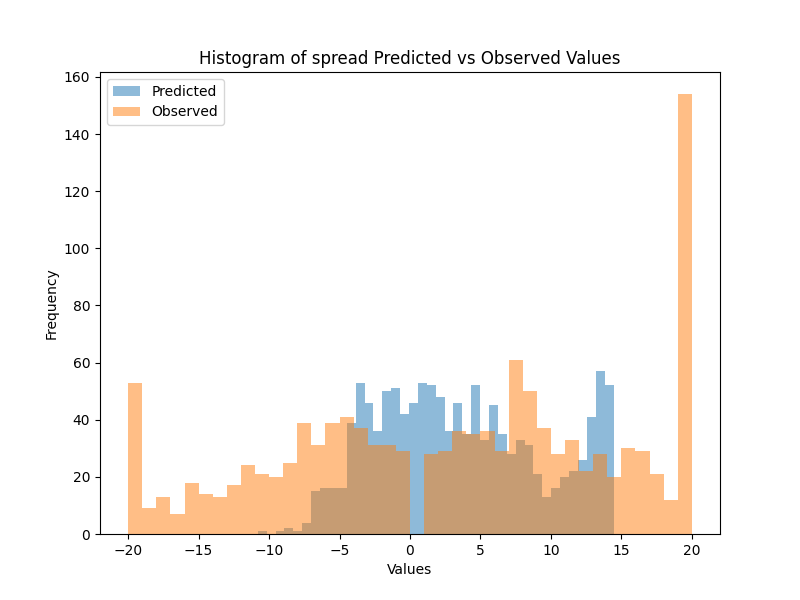 Histogram of spread Predicted vs Observed Values
Predicted
Observed
160
140
120
100
80
60
40
20
0
Frequency
−20 −15 −10 −5 0 5 10 15 20
Values